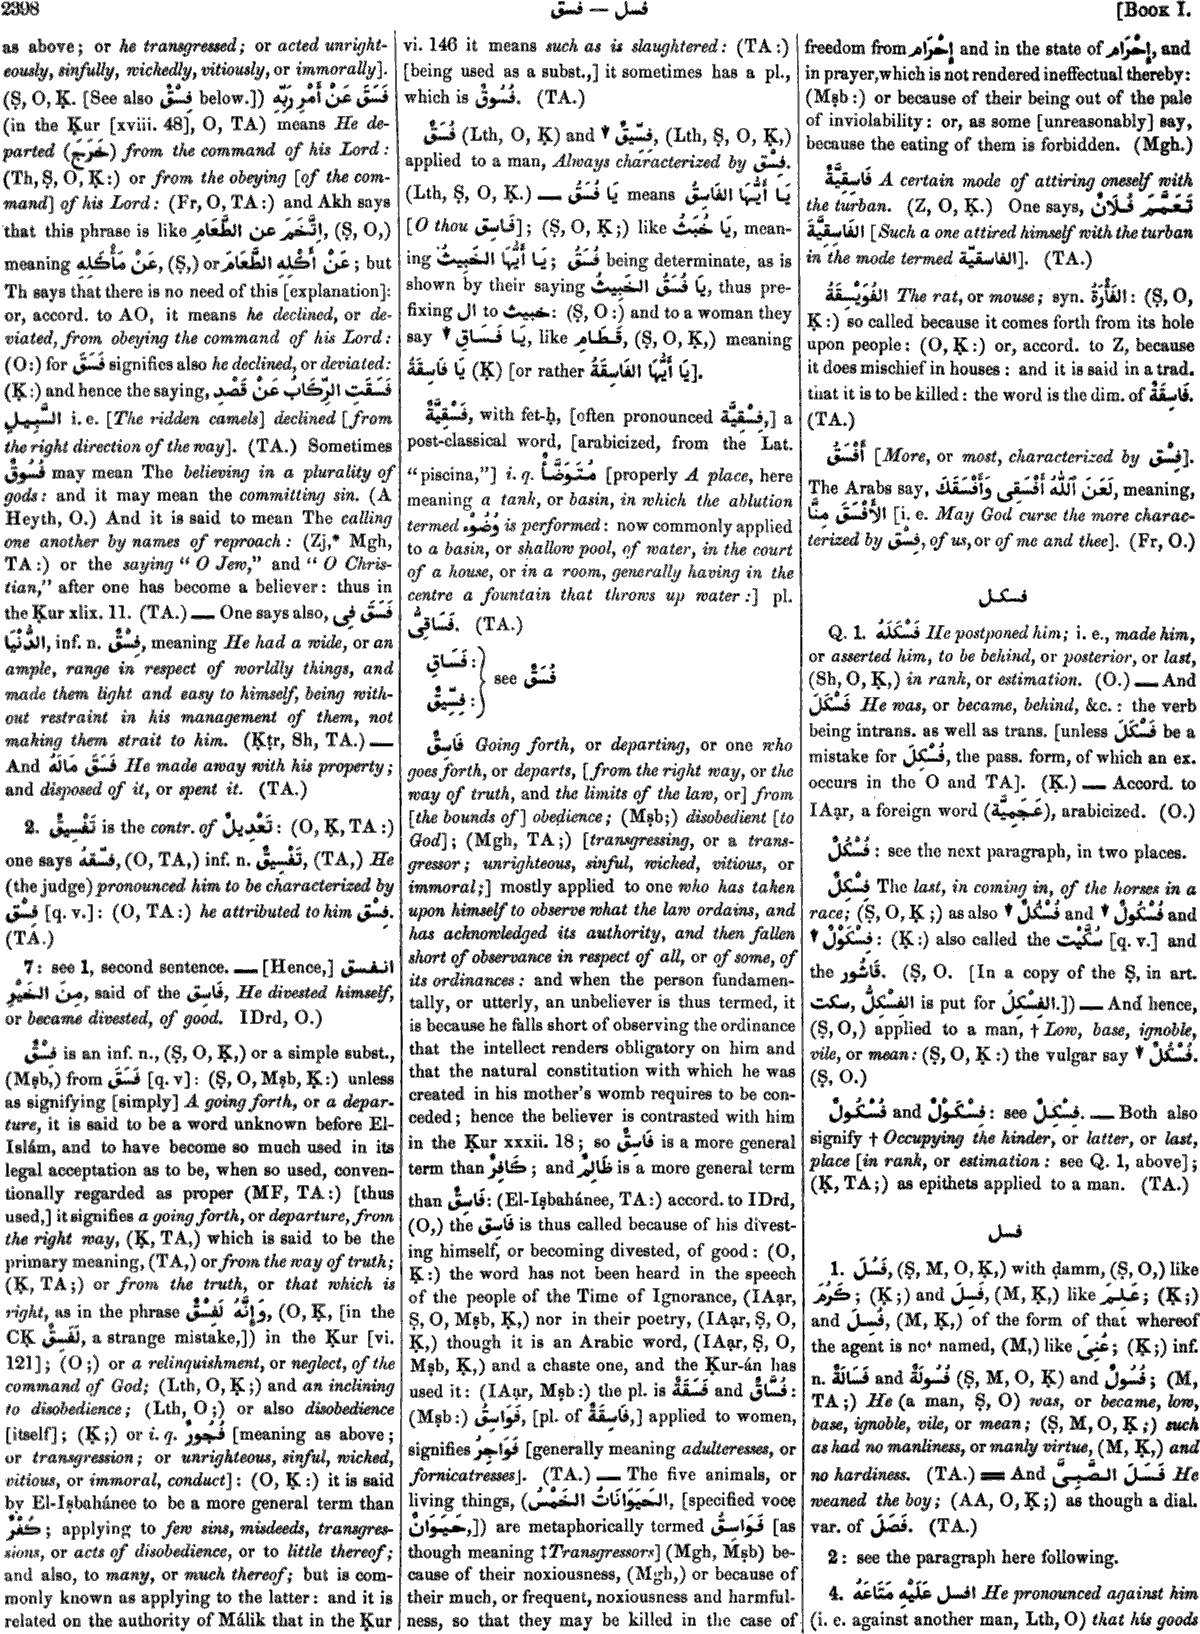 2398
فسق — فسل
[BOOK I.
as above; or he transgressed; or acted unright-
eously, sinfully, wickedly, vitiously, or immorally].
(Ṣ, O, Ḳ. [See also فِسْقٌ below.]) فَسَقَ عَنْ أَمْرِ رَبِّهِ
(in the Ḳur [xviii. 48], O, TA) means He de-
parted (خَرَجَ) from the command of his Lord:
(Th, Ṣ, O, Ḳ:) or from the obeying [of the com-
mand] of his Lord: (Fr, O, TA:) and Akh says
that this phrase is like اِتَّخَمَ عن الطَّعَامِ, (Ṣ, O,)
meaning عَنْ مَأْكَلِهِ, (Ṣ,) or عَنْ أَكْلِهِ الطَّعَامَ; but
Th says that there is no need of this [explanation]:
or, accord. to AO, it means he declined, or de-
viated, from obeying the command of his Lord:
(O:) for فَسَقَ signifies also he declined, or deviated:
(Ḳ:) and hence the saying, فَسَقَتِ الرِّكَابُ عَنْ قَصْدِ
السَّبِيلِ i. e. [The ridden camels] declined [from
the right direction of the way]. (TA.) Sometimes
فُسُوقٌ may mean The believing in a plurality of
gods: and it may mean the committing sin. (A
Heyth, O.) And it is said to mean The calling
one another by names of reproach: (Zj,* Mgh,
TA:) or the saying “O Jew,” and “O Chris-
tian,” after one has become a believer: thus in
the Ḳur xlix. 11. (TA.) — One says also, فَسَقَ فِى
الدُّنْيَا, inf. n. فِسْقٌ, meaning He had a wide, or an
ample, range in respect of worldly things, and
made them light and easy to himself, being with-
out restraint in his management of them, not
making them strait to him. (Ḳṭr, Sh, TA.) —
And فَسَقَ مَالَهُ He made away with his property;
and disposed of it, or spent it. (TA.)
2. تَفْسِيقٌ is the contr. of تَعْدِيلٌ: (O, Ḳ, TA:)
one says فسّقهُ, (O, TA,) inf. n. تَفْسِيقٌ, (TA,) He
(the judge) pronounced him to be characterized by
فِسْق [q. v.]: (O, TA:) he attributed to him فِسْق.
(TA.)
7: see 1, second sentence. — [Hence,] انفسق
مِنَ الخَيْرِ, said of the فَاسِق, He divested himself,
or became divested, of good. IDrd, O.)
فِسْقٌ is an inf. n., (Ṣ, O, Ḳ,) or a simple subst.,
(Mṣb,) from فَسَقَ [q. v]: (Ṣ, O, Mṣb, Ḳ:) unless
as signifying [simply] A going forth, or a depar-
ture, it is said to be a word unknown before El-
Islám, and to have become so much used in its
legal acceptation as to be, when so used, conven-
tionally regarded as proper (MF, TA:) [thus
used,] it signifies a going forth, or departure, from
the right way, (Ḳ, TA,) which is said to be the
primary meaning, (TA,) or from the way of truth;
(Ḳ, TA;) or from the truth, or that which is
right, as in the phrase وَإِنَّهُ لَفِسْقٌ, (O, Ḳ, [in the
CḲ لَفَسِقٌ, a strange mistake,]) in the Ḳur [vi.
121]; (O;) or a relinquishment, or neglect, of the
command of God; (Lth, O, Ḳ;) and an inclining
to disobedience; (Lth, O;) or also disobedience
[itself]; (Ḳ;) or i. q. فُجُورٌ [meaning as above;
or transgression; or unrighteous, sinful, wicked,
vitious, or immoral, conduct]: (O, Ḳ:) it is said
by El-Iṣbahánee to be a more general term than
كُفْرٌ; applying to few sins, misdeeds, transgres-
sions, or acts of disobedience, or to little thereof;
and also, to many, or much thereof; but is com-
monly known as applying to the latter: and it is
related on the authority of Málik that in the Ḳur
vi. 146 it means such as is slaughtered: (TA:)
[being used as a subst.,] it sometimes has a pl.,
which is فُسُوقٌ. (TA.)
فُسَقٌ (Lth, O, Ḳ) and ▾ فِسِّيقٌ, (Lth, Ṣ, O, Ḳ,)
applied to a man, Always characterized by فِسْق.
(Lth, Ṣ, O, Ḳ.) — يَا فُسَقُ means يَا أَيُّهَا الفَاسِقُ
[O thou فَاسِق]; (Ṣ, O, Ḳ;) like يَا خُبَثُ, mean-
ing يَا أَيُّهَا الخَبِيثُ; فُسَقُ being determinate, as is
shown by their saying يَا فُسَقُ الخَبِيثُ, thus pre-
fixing ال to خبيث: (Ṣ, O:) and to a woman they
say ▾ يَا فَسَاقِ, like قَطَامِ, (Ṣ, O, Ḳ,) meaning
يَا فَاسِقَةُ (Ḳ) [or rather يَا أَيَّتُهَا الفَاسِقَةُ].
فَسْقِيَّةٌ, with fet-ḥ, [often pronounced فِسْقِيَّة,] a
post-classical word, [arabicized, from the Lat.
“piscina,”] i. q. مُتَوَضَّأٌ [properly A place, here
meaning a tank, or basin, in which the ablution
termed وُضُوْء is performed: now commonly applied
to a basin, or shallow pool, of water, in the court
of a house, or in a room, generally having in the
centre a fountain that throws up water:] pl.
فَسَاقِىُّ. (TA.)
فَسَاقِ:
فِسِّيقٌ:
see فُسَقٌ
فَاسِقٌ Going forth, or departing, or one who
goes forth, or departs, [from the right way, or the
way of truth, and the limits of the law, or] from
[the bounds of] obedience; (Mṣb;) disobedient [to
God]; (Mgh, TA;) [transgressing, or a trans-
gressor; unrighteous, sinful, wicked, vitious, or
immoral;] mostly applied to one who has taken
upon himself to observe what the law ordains, and
has acknowledged its authority, and then fallen
short of observance in respect of all, or of some, of
its ordinances: and when the person fundamen-
tally, or utterly, an unbeliever is thus termed, it
is because he falls short of observing the ordinance
that the intellect renders obligatory on him and
that the natural constitution with which he was
created in his mother's womb requires to be con-
ceded; hence the believer is contrasted with him
in the Ḳur xxxii. 18; so فَاسِقٌ is a more general
term than كَافِرٌ; and ظَالِمٌ is a more general term
than فَاسِقٌ: (El-Iṣbahánee, TA:) accord. to IDrd,
(O,) the فَاسِق is thus called because of his divest-
ing himself, or becoming divested, of good: (O,
Ḳ:) the word has not been heard in the speech
of the people of the Time of Ignorance, (IAạr,
Ṣ, O, Mṣb, Ḳ,) nor in their poetry, (IAạr, Ṣ, O,
Ḳ,) though it is an Arabic word, (IAạr, Ṣ, O,
Mṣb, Ḳ,) and a chaste one, and the Ḳur-án has
used it: (IAạr, Mṣb:) the pl. is فَسَقَةٌ and فُسَّاقٌ:
(Mṣb:) فَوَاسِقُ, [pl. of فَاسِقَةٌ,] applied to women,
signifies فَوَاجِرُ [generally meaning adulteresses, or
fornicatresses]. (TA.) — The five animals, or
living things, (الحَيَوَانَاتُ الخَمْسُ, [specified voce
حَيَوَانٌ,]) are metaphorically termed فَوَاسِقُ [as
though meaning ‡ Transgressors] (Mgh, Mṣb) be-
cause of their noxiousness, (Mgh,) or because of
their much, or frequent, noxiousness and harmful-
ness, so that they may be killed in the case of
freedom from إِحْرَام and in the state of إِحْرَام, and
in prayer, which is not rendered ineffectual thereby:
(Mṣb:) or because of their being out of the pale
of inviolability: or, as some [unreasonably] say,
because the eating of them is forbidden. (Mgh.)
فَاسِقِيَّةٌ A certain mode of attiring oneself with
the turban. (Z, O, Ḳ.) One says, تَعَمَّمَ فُلَانٌ
الفَاسِقِيَّةَ [Such a one attired himself with the turban
in the mode termed الفاسقيّة]. (TA.)
الفُوَيْسِقَةُ The rat, or mouse; syn. الفَأْرَةُ: (Ṣ, O,
Ḳ:) so called because it comes forth from its hole
upon people: (O, Ḳ:) or, accord. to Z, because
it does mischief in houses: and it is said in a trad.
that it is to be killed: the word is the dim. of فَاسِقَةٌ.
(TA.)
أَفْسَقُ [More, or most, characterized by فِسْق].
The Arabs say, لَعَنَ ٱللّٰهُ أَفْسَقِى وَأَفْسَقَكَ, meaning,
الأَفْسَقَ مِنَّا [i. e. May God curse the more charac-
terized by فِسْق, of us, or of me and thee]. (Fr, O.)
فسكل
Q. 1. فَسْكَلَهُ He postponed him; i. e., made him,
or asserted him, to be behind, or posterior, or last,
(Sh, O, Ḳ,) in rank, or estimation. (O.) — And
فَسْكَلَ He was, or became, behind, &c.: the verb
being intrans. as well as trans. [unless فَسْكَلَ be a
mistake for فُسْكِلَ, the pass. form, of which an ex.
occurs in the O and TA]. (Ḳ.) — Accord. to
IAạr, a foreign word (عَجَمِيَّة), arabicized. (O.)
فُسْكُلٌ: see the next paragraph, in two places.
فِسْكِلٌ The last, in coming in, of the horses in a
race; (Ṣ, O, Ḳ;) as also ▾ فُسْكُلٌ and ▾ فُسْكُولٌ and
▾ فِسْكَوْلٌ: (Ḳ:) also called the سُكَّيْت [q. v.] and
the قَاشُور. (Ṣ, O. [In a copy of the Ṣ, in art.
سكت, الفِسْكلُّ is put for الفِسْكِلُ.]) — And hence,
(Ṣ, O,) applied to a man, † Low, base, ignoble,
vile, or mean: (Ṣ, O, Ḳ:) the vulgar say ▾ فُسْكُلٌ.
(Ṣ, O.)
فُسْكُولٌ and فِسْكَوْلٌ: see فِسْكِلٌ. — Both also
signify † Occupying the hinder, or latter, or last,
place [in rank, or estimation: see Q. 1, above];
(Ḳ, TA;) as epithets applied to a man. (TA.)
فسل
1. فَسُلَ, (Ṣ, M, O, Ḳ,) with ḍamm, (Ṣ, O,) like
كَرُمَ; (Ḳ;) and فَسِلَ, (M, Ḳ,) like عَلِمَ; (Ḳ;)
and فُسِلَ, (M, Ḳ,) of the form of that whereof
the agent is not named, (M,) like عُنِىَ; (Ḳ;) inf.
n. فَسَالَةٌ and فُسُولَةٌ (Ṣ, M, O, Ḳ) and فُسُولٌ; (M,
TA;) He (a man, Ṣ, O) was, or became, low,
base, ignoble, vile, or mean; (Ṣ, M, O, Ḳ;) such
as had no manliness, or manly virtue, (M, Ḳ,) and
no hardiness. (TA.) = And فَسَلَ الصَّبِىَّ He
weaned the boy; (AA, O, Ḳ;) as though a dial.
var. of فَصَلَ. (TA.)
2: see the paragraph here following.
4. افسل عَلَيْهِ مَتَاعَهُ He pronounced against him
(i. e. against another man, Lth, O) that his goods